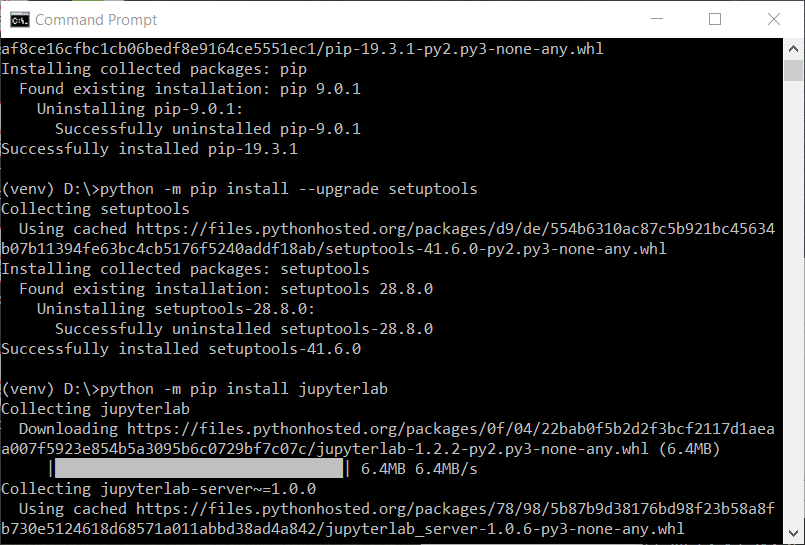 Command Prompt
af8ce16cfbc1cb06bedf8e9164ce5551ec1/pip-19.3.1-py2.py3-none-any.whl
Installing collected packages: pip
  Found existing installation: pip 9.0.1
    Uninstalling pip-9.0.1:
      Successfully uninstalled pip-9.0.1
Successfully installed pip-19.3.1
(venv) D:\>python -m pip install --upgrade setuptools
Collecting setuptools
  Using cached https://files.pythonhosted.org/packages/d9/de/554b6310ac87c5b921bc45634
b07b11394fe63bc4cb5176f5240addf18ab/setuptools-41.6.0-py2.py3-none-any.whl
Installing collected packages: setuptools
  Found existing installation: setuptools 28.8.0
    Uninstalling setuptools-28.8.0:
      Successfully uninstalled setuptools-28.8.0
Successfully installed setuptools-41.6.0
(venv) D:\>python -m pip install jupyterlab
Collecting jupyterlab
  Downloading https://files.pythonhosted.org/packages/0f/04/22bab0f5b2d2f3bcf2117d1aea
a007f5923e854b5a3095b6c0729bf7c07c/jupyterlab-1.2.2-py2.py3-none-any.whl (6.4MB)
     |                                | 6.4MB 6.4MB/s
Collecting jupyterlab-server~=1.0.0
  Using cached https://files.pythonhosted.org/packages/78/98/5b87b9d38176bd98f23b58a8f
b730e5124618d68571a011abbd38ad4a842/jupyterlab_server-1.0.6-py3-none-any.whl